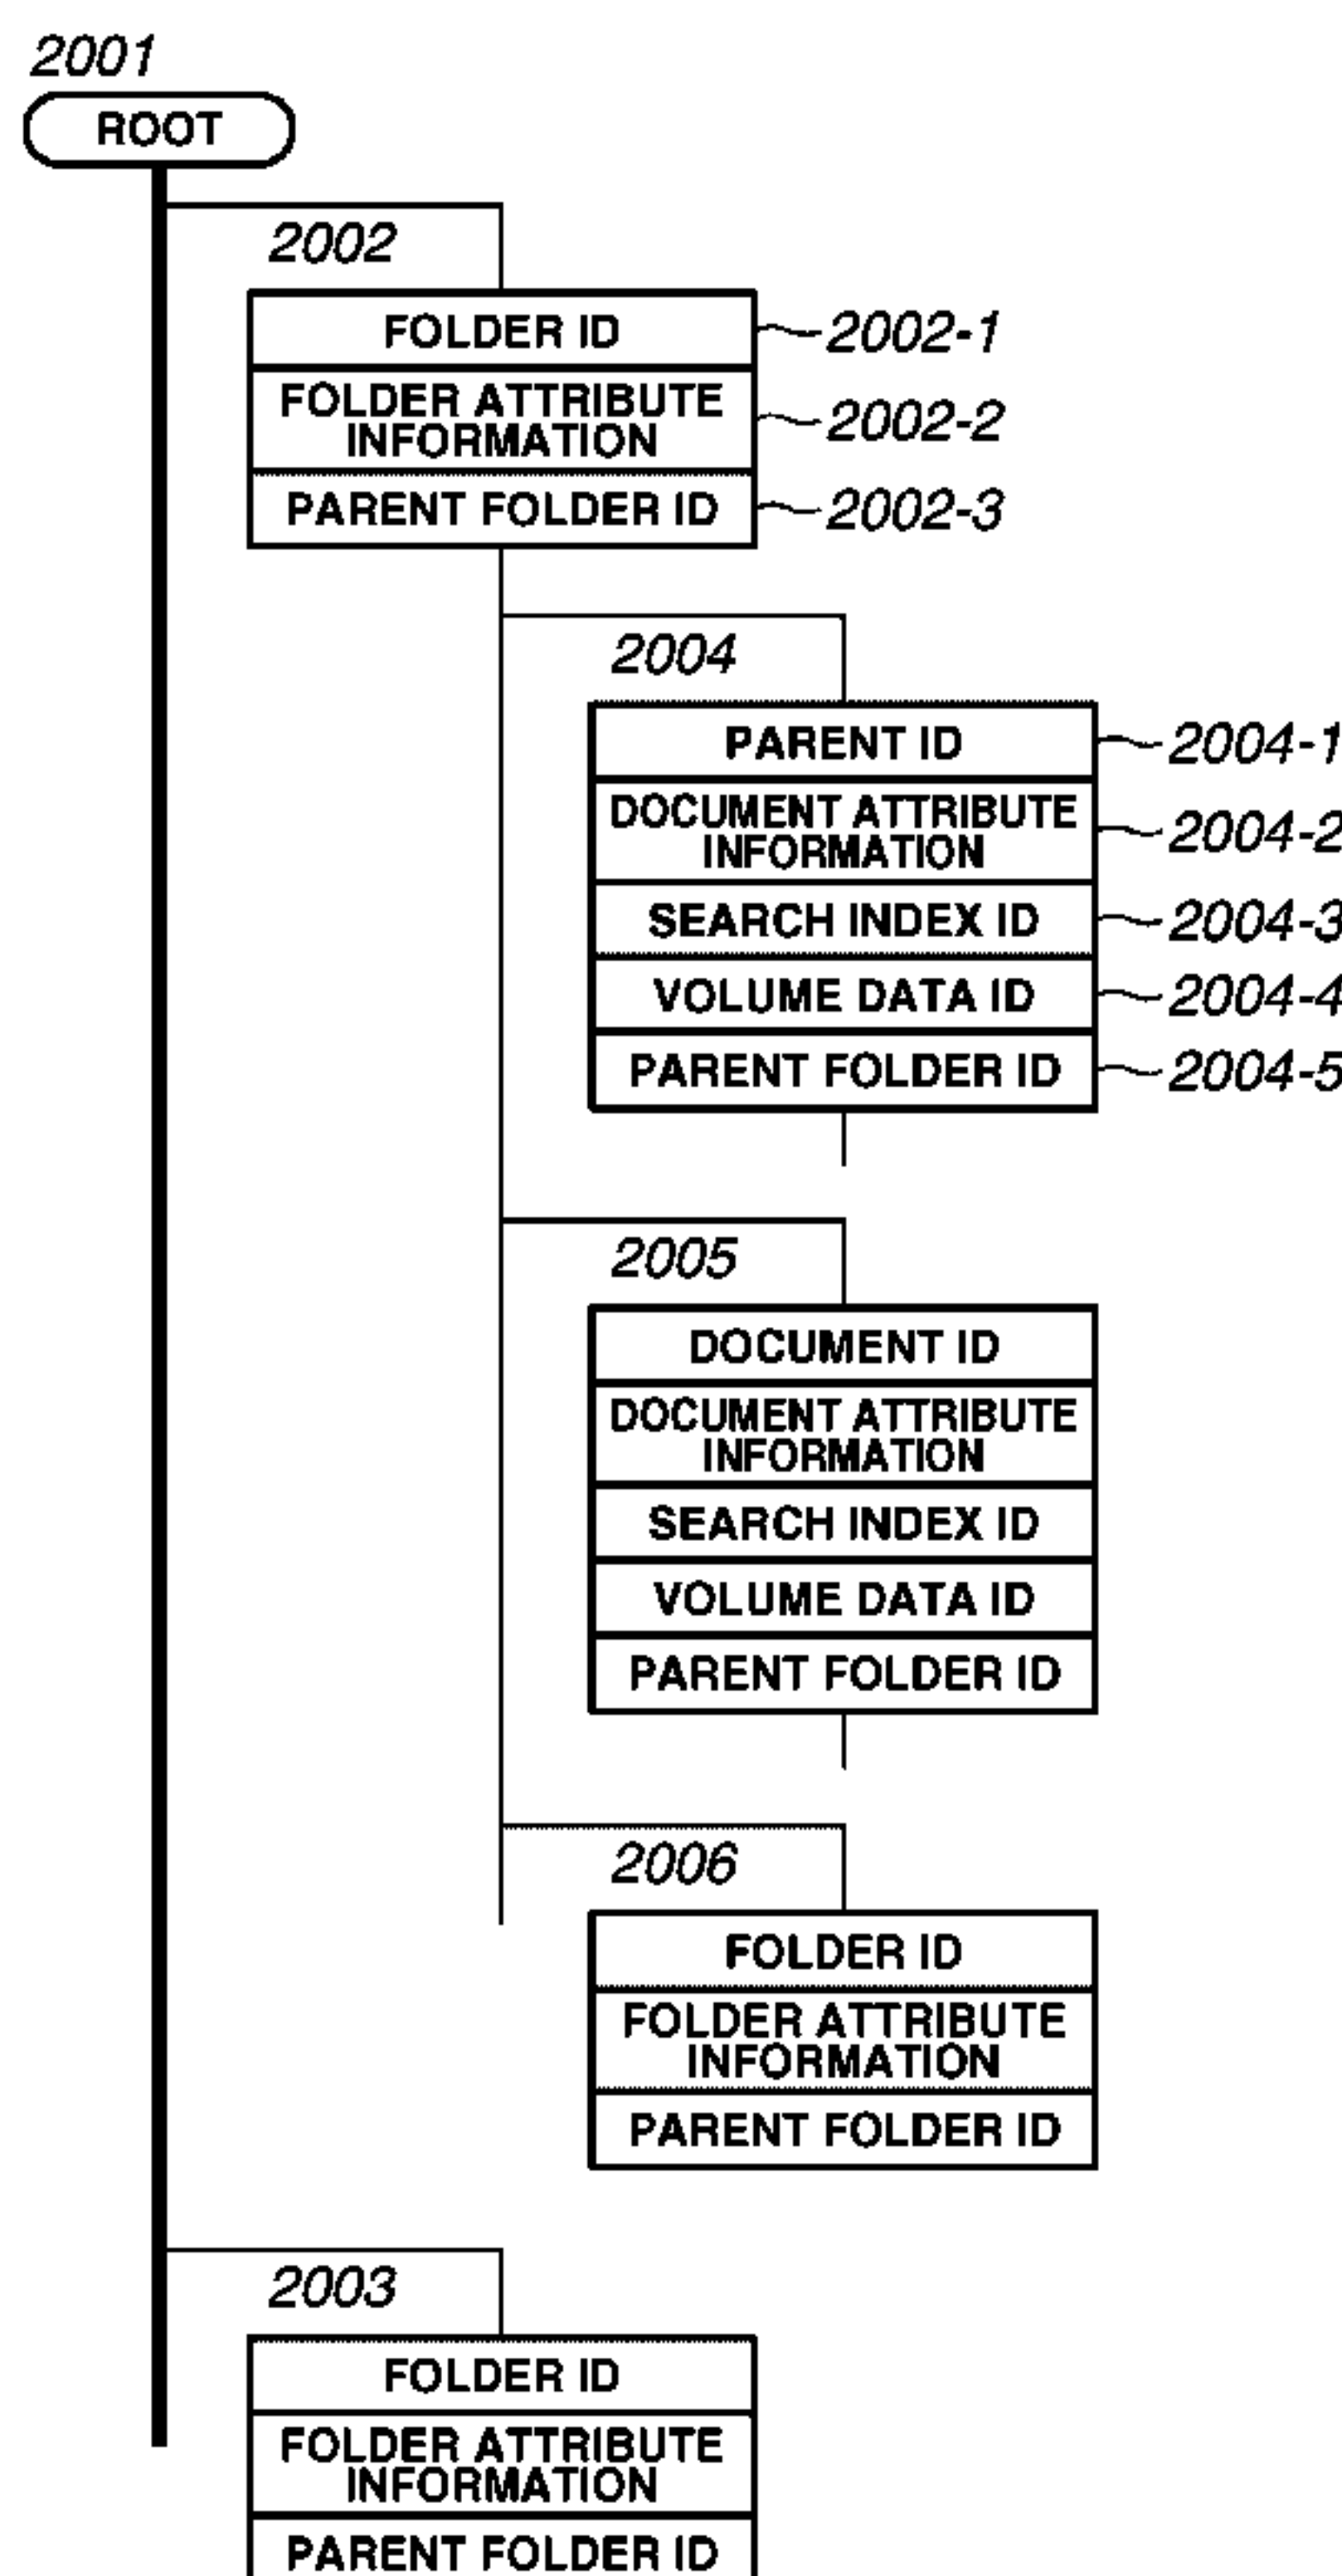 2001
ROOT
2002
FOLDER ID
2002-1
FOLDER ATTRIBUTE
INFORMATION
2002-2
PARENT FOLDER ID
2002-3
2004
PARENT ID
2004-1
DOCUMENT ATTRIBUTE
INFORMATION
2004-2
SEARCH INDEX ID
2004-3
VOLUME DATA ID
2004-4
PARENT FOLDER ID
2004-5
2005
DOCUMENT ID
DOCUMENT ATTRIBUTE
INFORMATION
SEARCH INDEX ID
VOLUME DATA ID
PARENT FOLDER ID
2006
FOLDER ID
FOLDER ATTRIBUTE
INFORMATION
PARENT FOLDER ID
2003
FOLDER ID
FOLDER ATTRIBUTE
INFORMATION
PARENT FOLDER ID